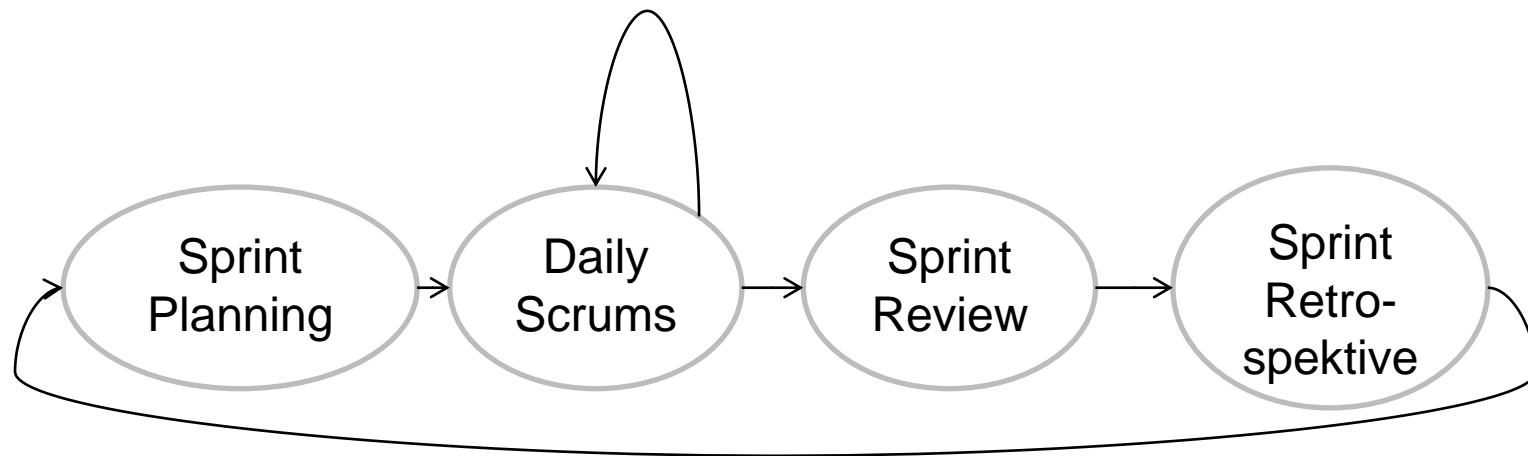 Sprint
Planning
Daily
Scrums
Sprint
Review
Sprint
Retro-
spektive